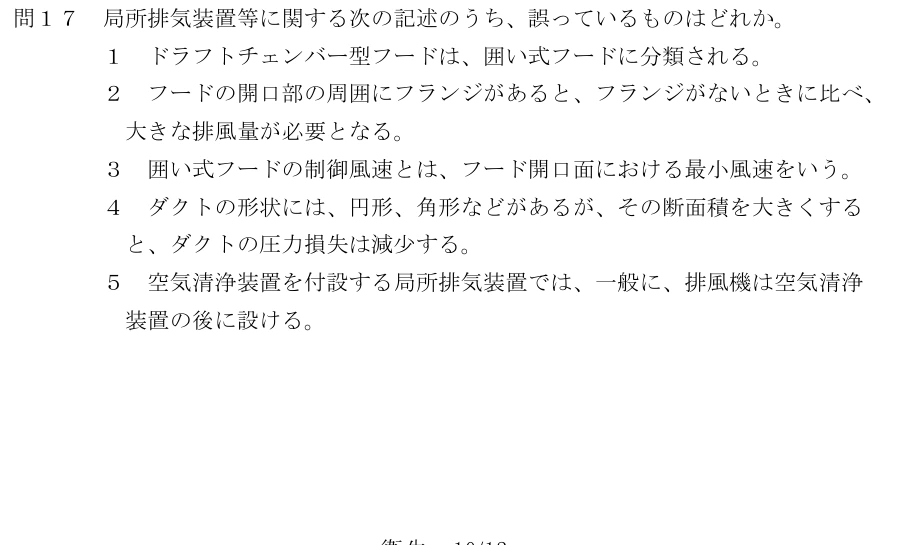 問１７　局所排気装置等に関する次の記述のうち、誤っているものはどれか。
１　ドラフトチェンバー型フードは、囲い式フードに分類される。
２　フードの開口部の周囲にフランジがあると、フランジがないときに比べ、
大きな排風量が必要となる。
３　囲い式フードの制御風速とは、フード開口面における最小風速をいう。
４　ダクトの形状には、円形、角形などがあるが、その断面積を大きくする
と、ダクトの圧力損失は減少する。
５　空気清浄装置を付設する局所排気装置では、一般に、排風機は空気清浄
装置の後に設ける。